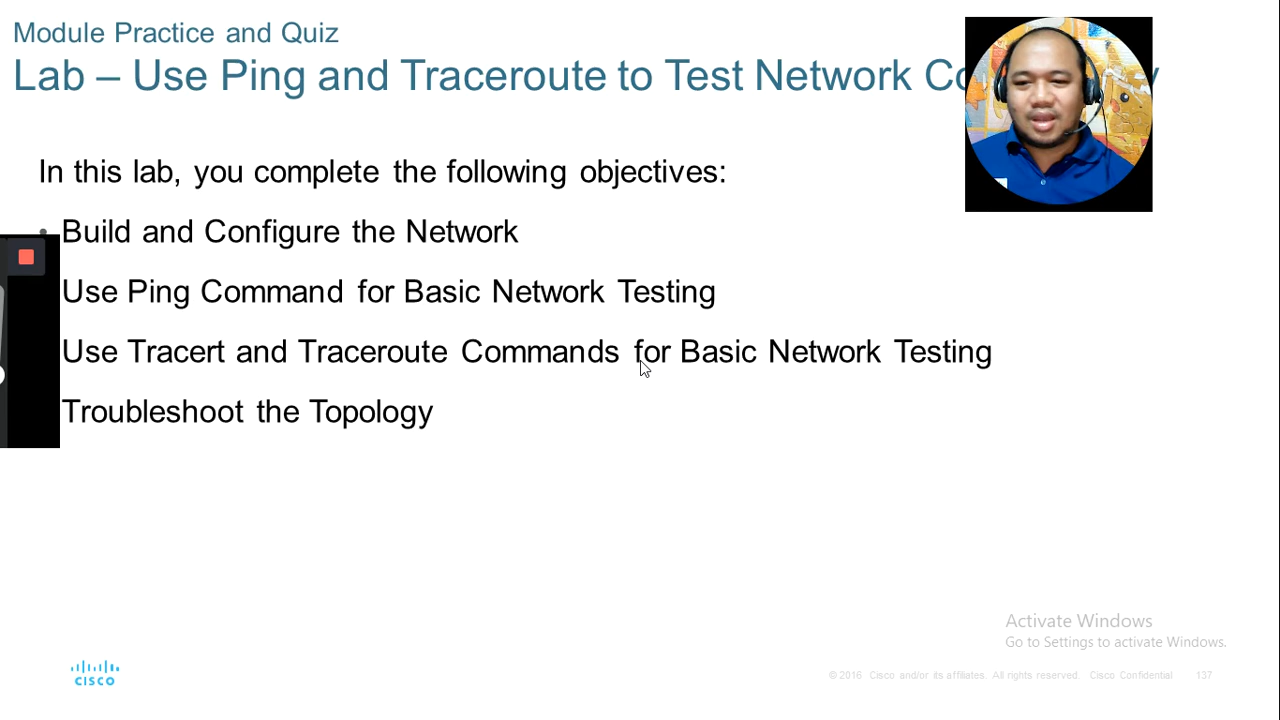 Module Practice and Quiz
Lab – Use Ping and Traceroute to Test Network
In this lab, you complete the following objectives:
Build and Configure the Network
Use Ping Command for Basic Network Testing
Use Tracert and Traceroute Commands for Basic Network Testing
Troubleshoot the Topology
Activate Windows
Go to Settings to activate Windows.
CISCO
© 2016 Cisco and/or its affiliates. All rights reserved. Cisco Confidential 137